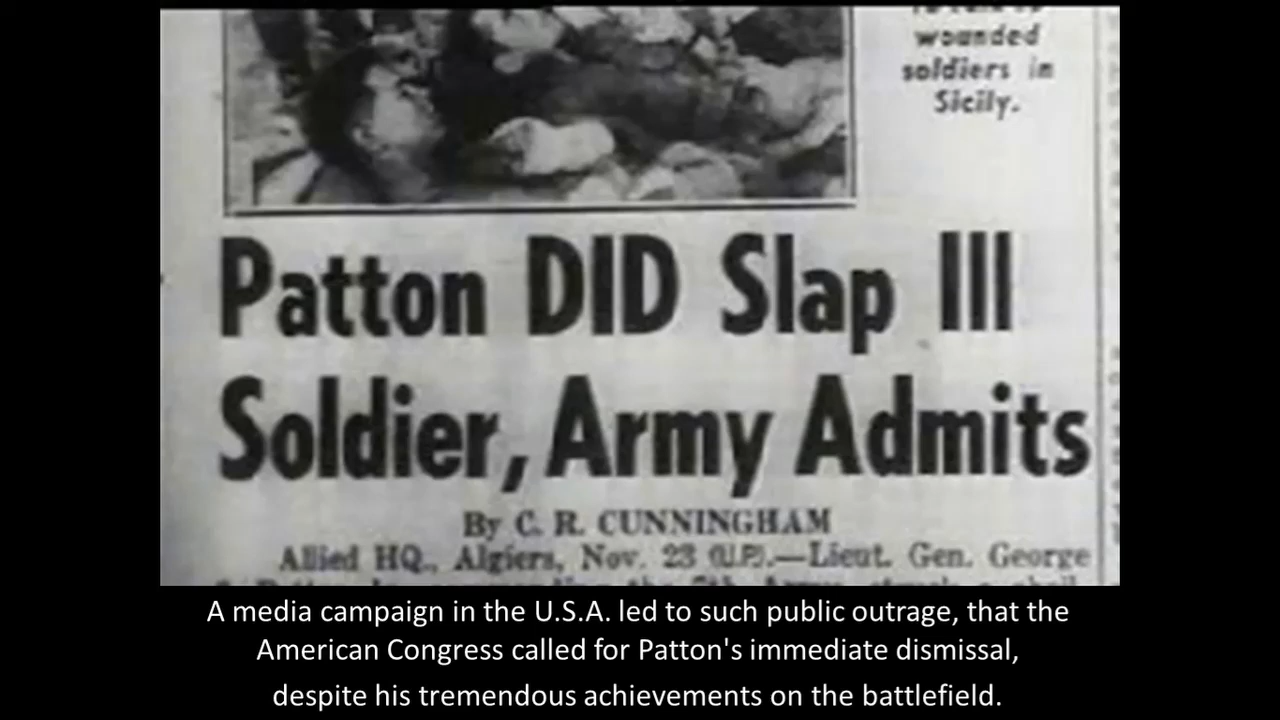 wounded
soldiers in
Sicily.
Patton DID Slap Ill
Soldier, Army Admits
By C. R. CUNNINGHAM
Allied HQ., Algiers, Nov. 23 (U.P.).—Lieut. Gen. George
A media campaign in the U.S.A. led to such public outrage, that the
American Congress called for Patton's immediate dismissal,
despite his tremendous achievements on the battlefield.